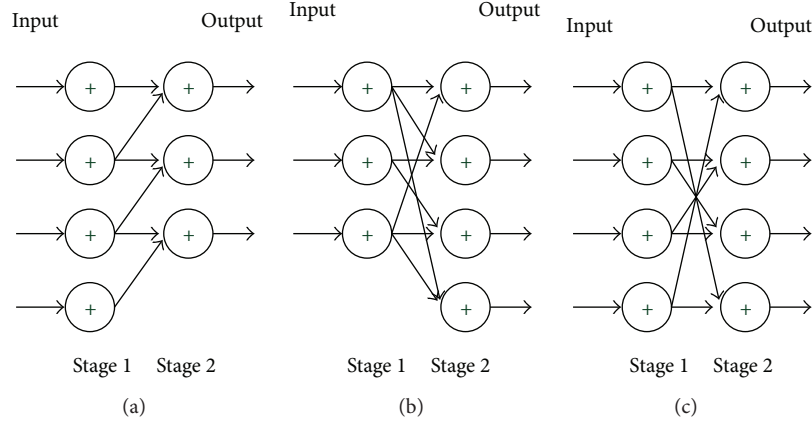 Input Output
+ +
+ +
+ +
+
Stage 1 Stage 2
(a)
Input Output
+ +
+ +
+ +
+
Stage 1 Stage 2
(b)
Input Output
+ +
+ +
+ +
+ +
Stage 1 Stage 2
(c)